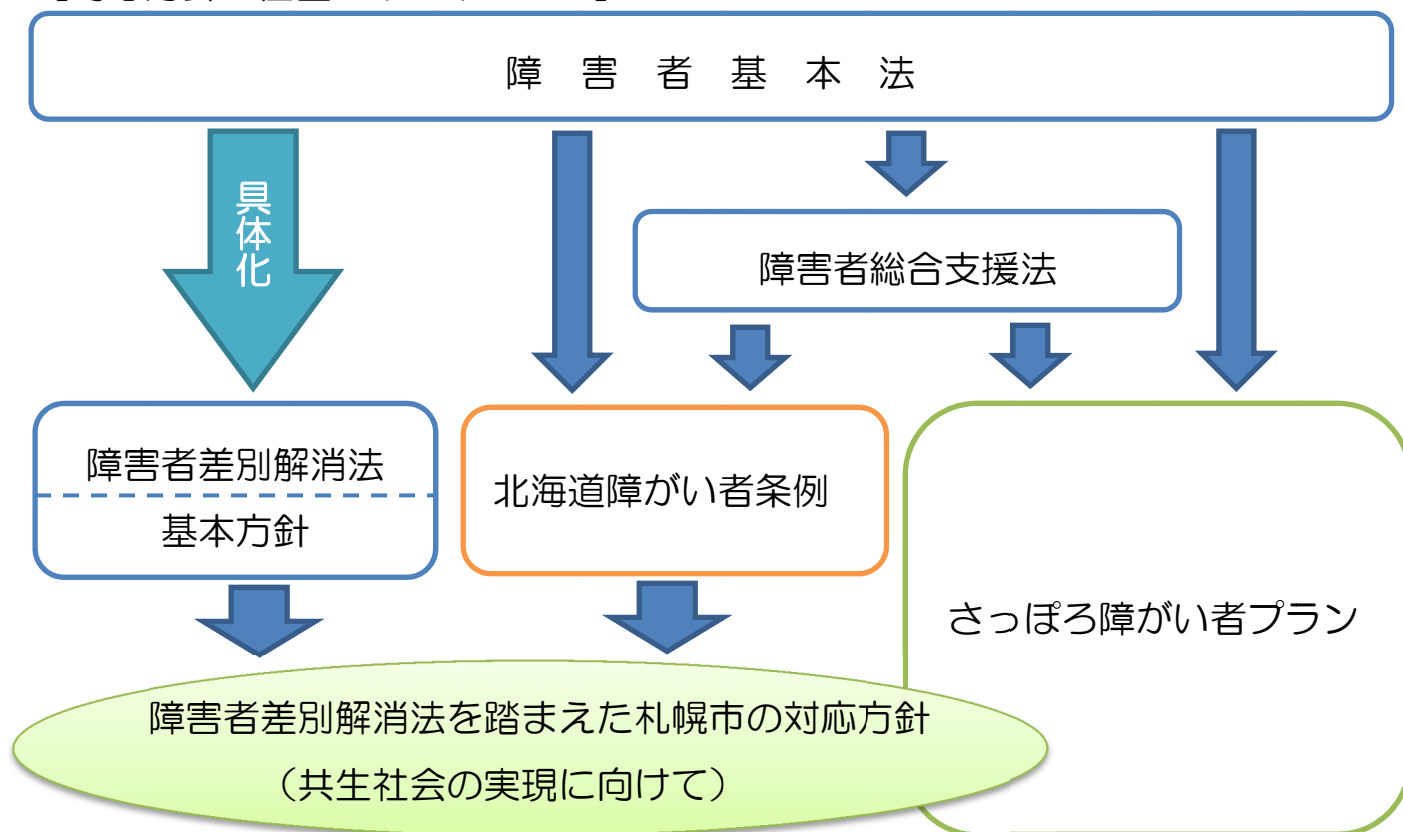 障害者基本法
具体化
障害者総合支援法
障害者差別解消法
基本方針
北海道障がい者条例
さっぽろ障がい者プラン
障害者差別解消法を踏まえた札幌市の対応方針
（共生社会の実現に向けて）